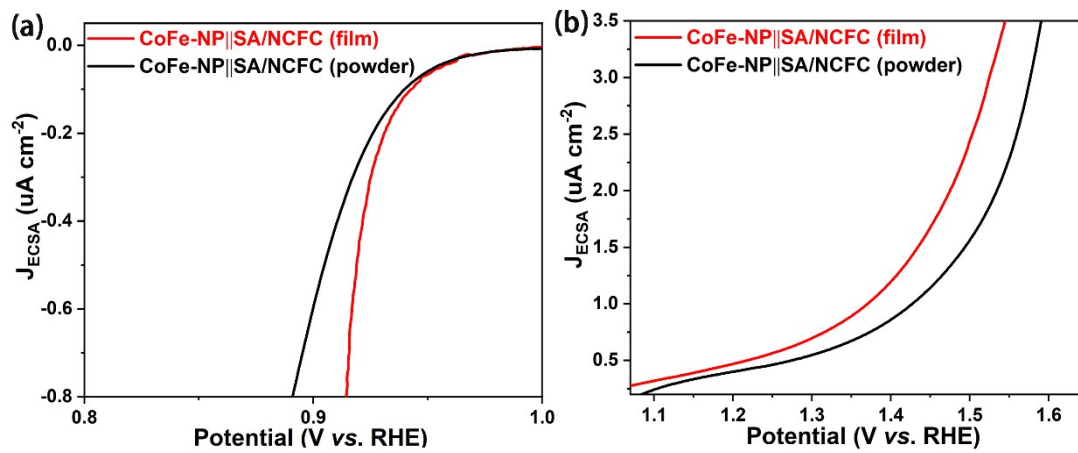 (a)
CoFe-NP||SA/NCFC (film)
CoFe-NP||SA/NCFC (powder)
0.0
-0.2
-0.4
-0.6
-0.8
J_ECSA (uA cm⁻²)
0.8
0.9
1.0
Potential (V vs. RHE)
(b)
CoFe-NP||SA/NCFC (film)
CoFe-NP||SA/NCFC (powder)
3.5
3.0
2.5
2.0
1.5
1.0
0.5
J_ECSA (uA cm⁻²)
1.1
1.2
1.3
1.4
1.5
1.6
Potential (V vs. RHE)